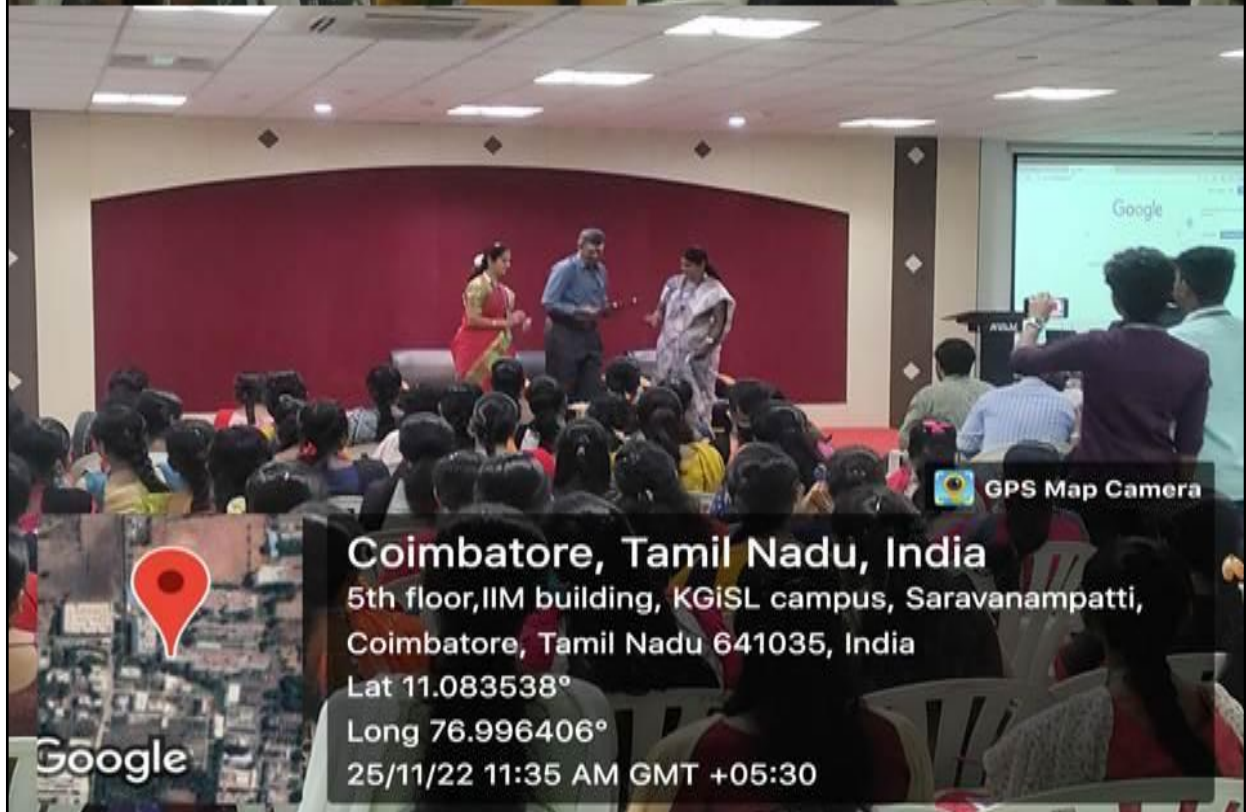 Google
GPS Map Camera
Coimbatore, Tamil Nadu, India
5th floor,IIM building, KGiSL campus, Saravanampatti,
Coimbatore, Tamil Nadu 641035, India
Lat 11.083538°
Long 76.996406°
25/11/22 11:35 AM GMT +05:30
Google